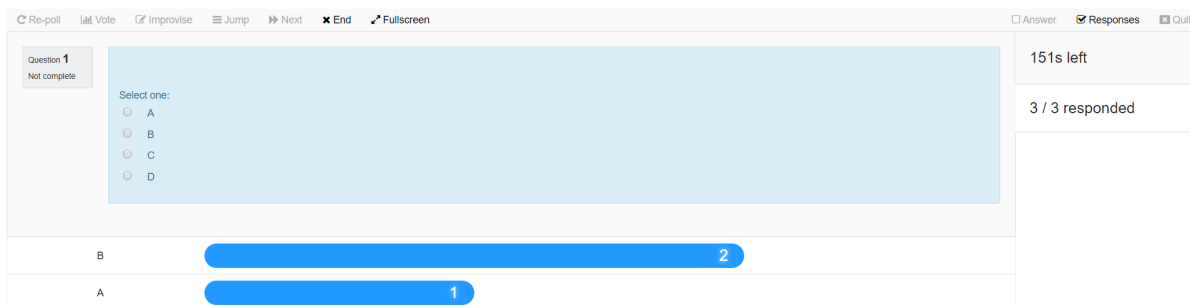 Re-poll Vote Improvise Jump Next End Fullscreen Answer Responses Quit
Question 1
Not complete
151s left
3 / 3 responded
Select one:
A
B
C
D
B 2
A 1